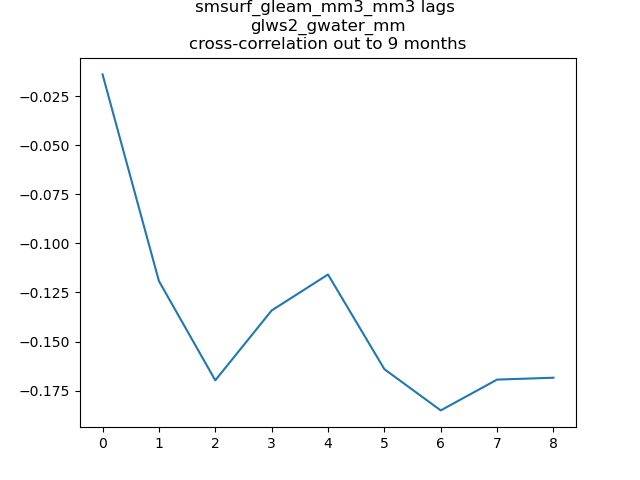 smsurf_gleam_mm3_mm3 lags
glws2_gwater_mm
cross-correlation out to 9 months
−0.025
−0.050
−0.075
−0.100
−0.125
−0.150
−0.175
0 1 2 3 4 5 6 7 8